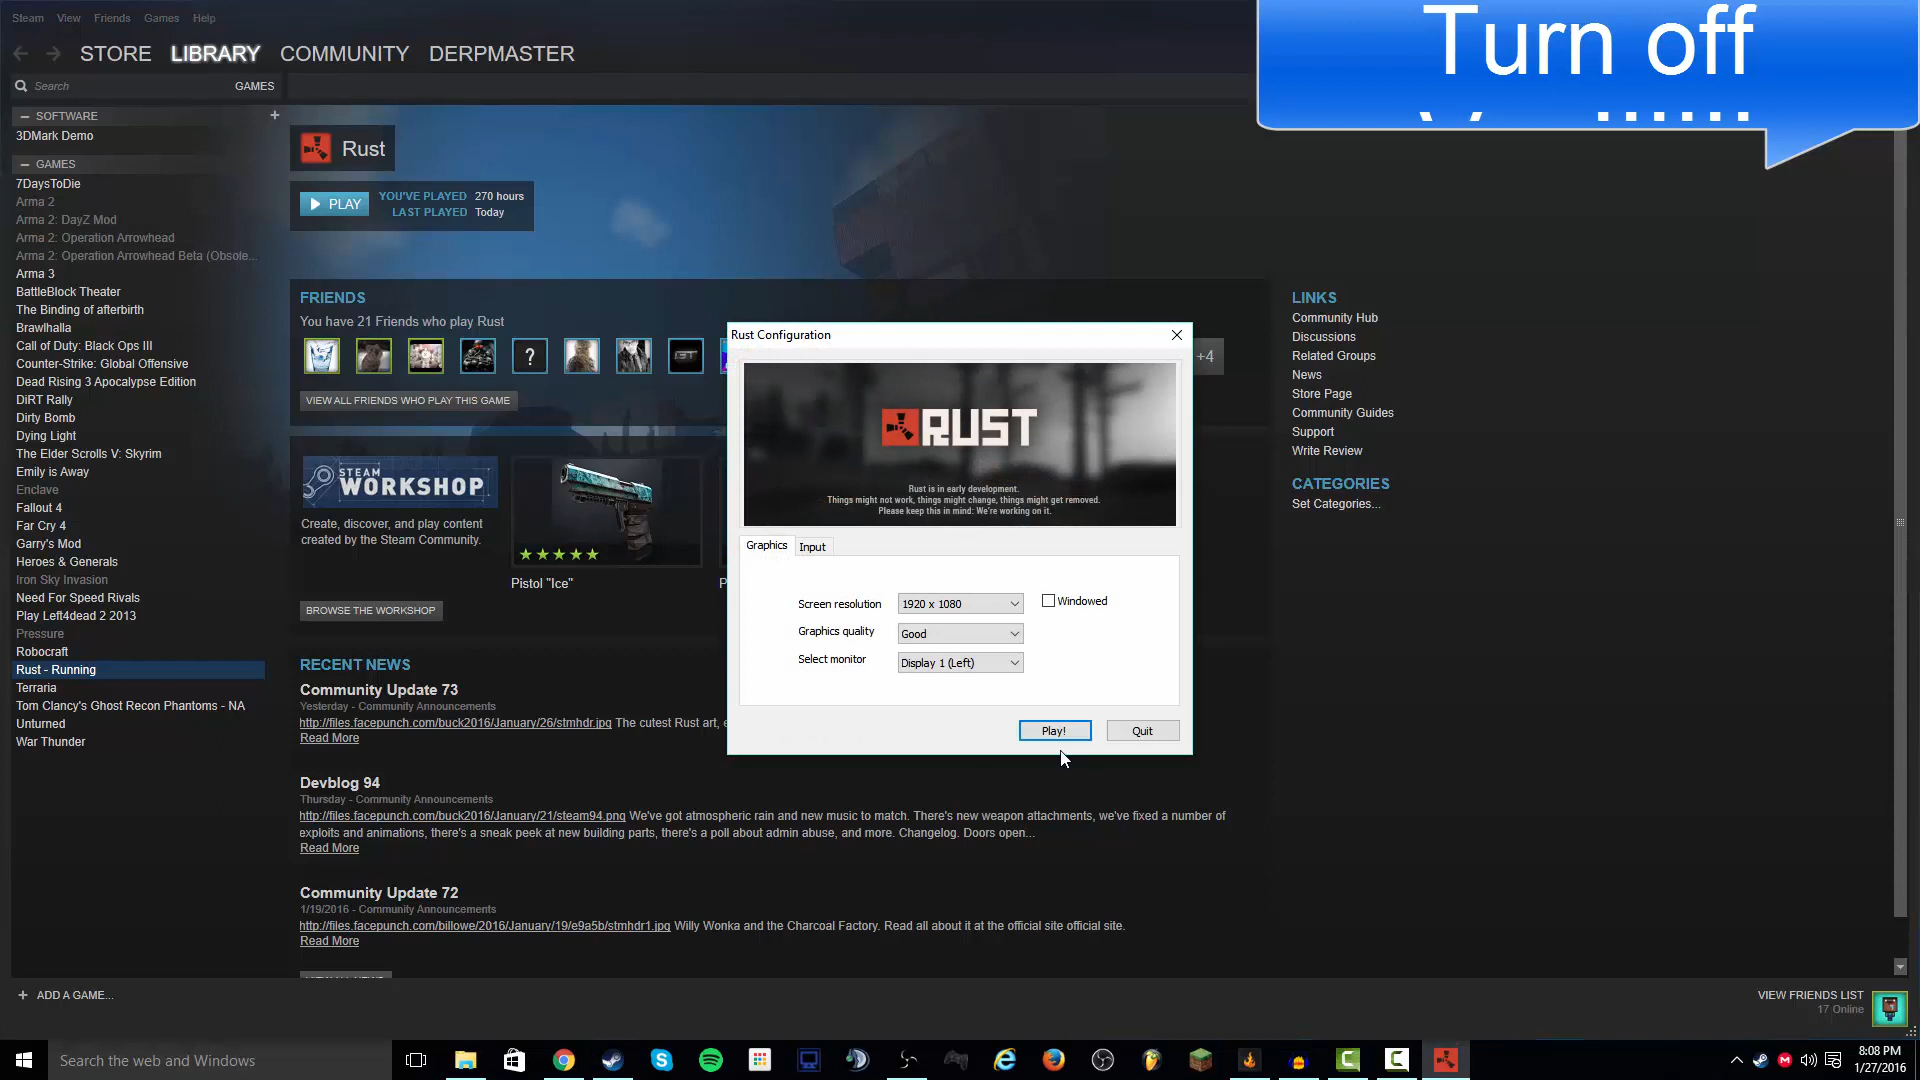 Steam View Friends Games Help
STORE LIBRARY COMMUNITY DERPMASTER
Search GAMES
Turn off
— SOFTWARE +
3DMark Demo
— GAMES
7DaysToDie
Arma 2
Arma 2: DayZ Mod
Arma 2: Operation Arrowhead
Arma 2: Operation Arrowhead Beta (Obsole...
Arma 3
BattleBlock Theater
The Binding of afterbirth
Brawlhalla
Call of Duty: Black Ops III
Counter-Strike: Global Offensive
Dead Rising 3 Apocalypse Edition
DiRT Rally
Dirty Bomb
Dying Light
The Elder Scrolls V: Skyrim
Emily is Away
Enclave
Fallout 4
Far Cry 4
Garry's Mod
Heroes & Generals
Iron Sky Invasion
Need For Speed Rivals
Play Left4dead 2 2013
Pressure
Robocraft
Rust - Running
Terraria
Tom Clancy's Ghost Recon Phantoms - NA
Unturned
War Thunder
+ ADD A GAME...
Rust
PLAY
YOU'VE PLAYED 270 hours
LAST PLAYED Today
FRIENDS
You have 21 Friends who play Rust
?
+4
VIEW ALL FRIENDS WHO PLAY THIS GAME
STEAM
WORKSHOP
Create, discover, and play content
created by the Steam Community.
Pistol "Ice"
P
BROWSE THE WORKSHOP
RECENT NEWS
Community Update 73
Yesterday - Community Announcements
http://files.facepunch.com/buck2016/January/26/stmhdr.jpg The cutest Rust art, e
Read More
Devblog 94
Thursday - Community Announcements
http://files.facepunch.com/buck2016/January/21/steam94.png We've got atmospheric rain and new music to match. There's new weapon attachments, we've fixed a number of
exploits and animations, there's a sneak peek at new building parts, there's a poll about admin abuse, and more. Changelog. Doors open...
Read More
Community Update 72
1/19/2016 - Community Announcements
http://files.facepunch.com/billowe/2016/January/19/e9a5b/stmhdr1.jpg Willy Wonka and the Charcoal Factory. Read all about it at the official site official site.
Read More
Rust Configuration
RUST
Rust is in early development.
Things might not work, things might change, things might get removed.
Please keep this in mind: We're working on it.
Graphics Input
Screen resolution 1920 x 1080 Windowed
Graphics quality Good
Select monitor Display 1 (Left)
Play! Quit
LINKS
Community Hub
Discussions
Related Groups
News
Store Page
Community Guides
Support
Write Review
CATEGORIES
Set Categories...
VIEW FRIENDS LIST
17 Online
Search the web and Windows
8:08 PM
1/27/2016